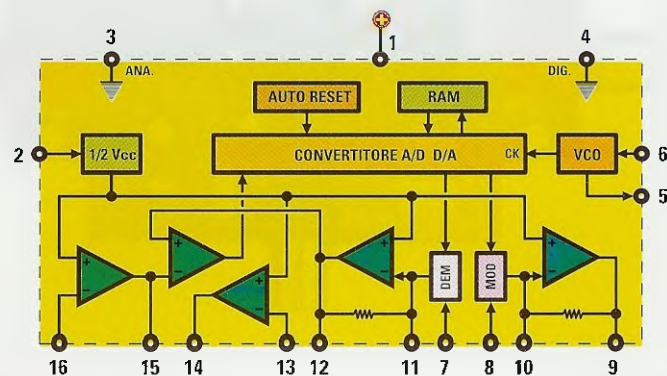 3
1
4
ANA.
DIG.
AUTO RESET
RAM
2
1/2 Vcc
CONVERTITORE A/D D/A
CK
VCO
6
5
+
-
+
-
+
-
+
-
+
-
DEM
MOD
16
15
14
13
12
11
7
8
10
9